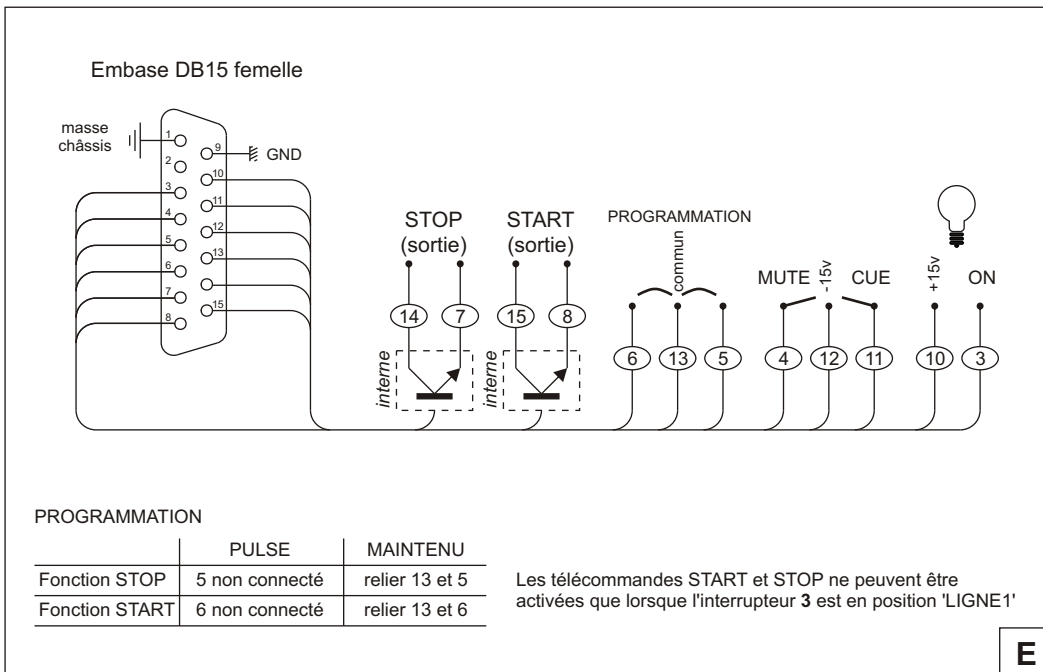 Embase DB15 femelle
masse
châssis
1
9
GND
2
10
3
11
4
12
5
13
6
7
15
8
STOP
(sortie)
START
(sortie)
PROGRAMMATION
commun
MUTE
-15v
CUE
+15v
ON
14
7
15
8
6
13
5
4
12
11
10
3
interne
interne
PROGRAMMATION
PULSE
MAINTENU
Fonction STOP
5 non connecté
relier 13 et 5
Fonction START
6 non connecté
relier 13 et 6
Les télécommandes START et STOP ne peuvent être
activées que lorsque l'interrupteur 3 est en position 'LIGNE1'
E